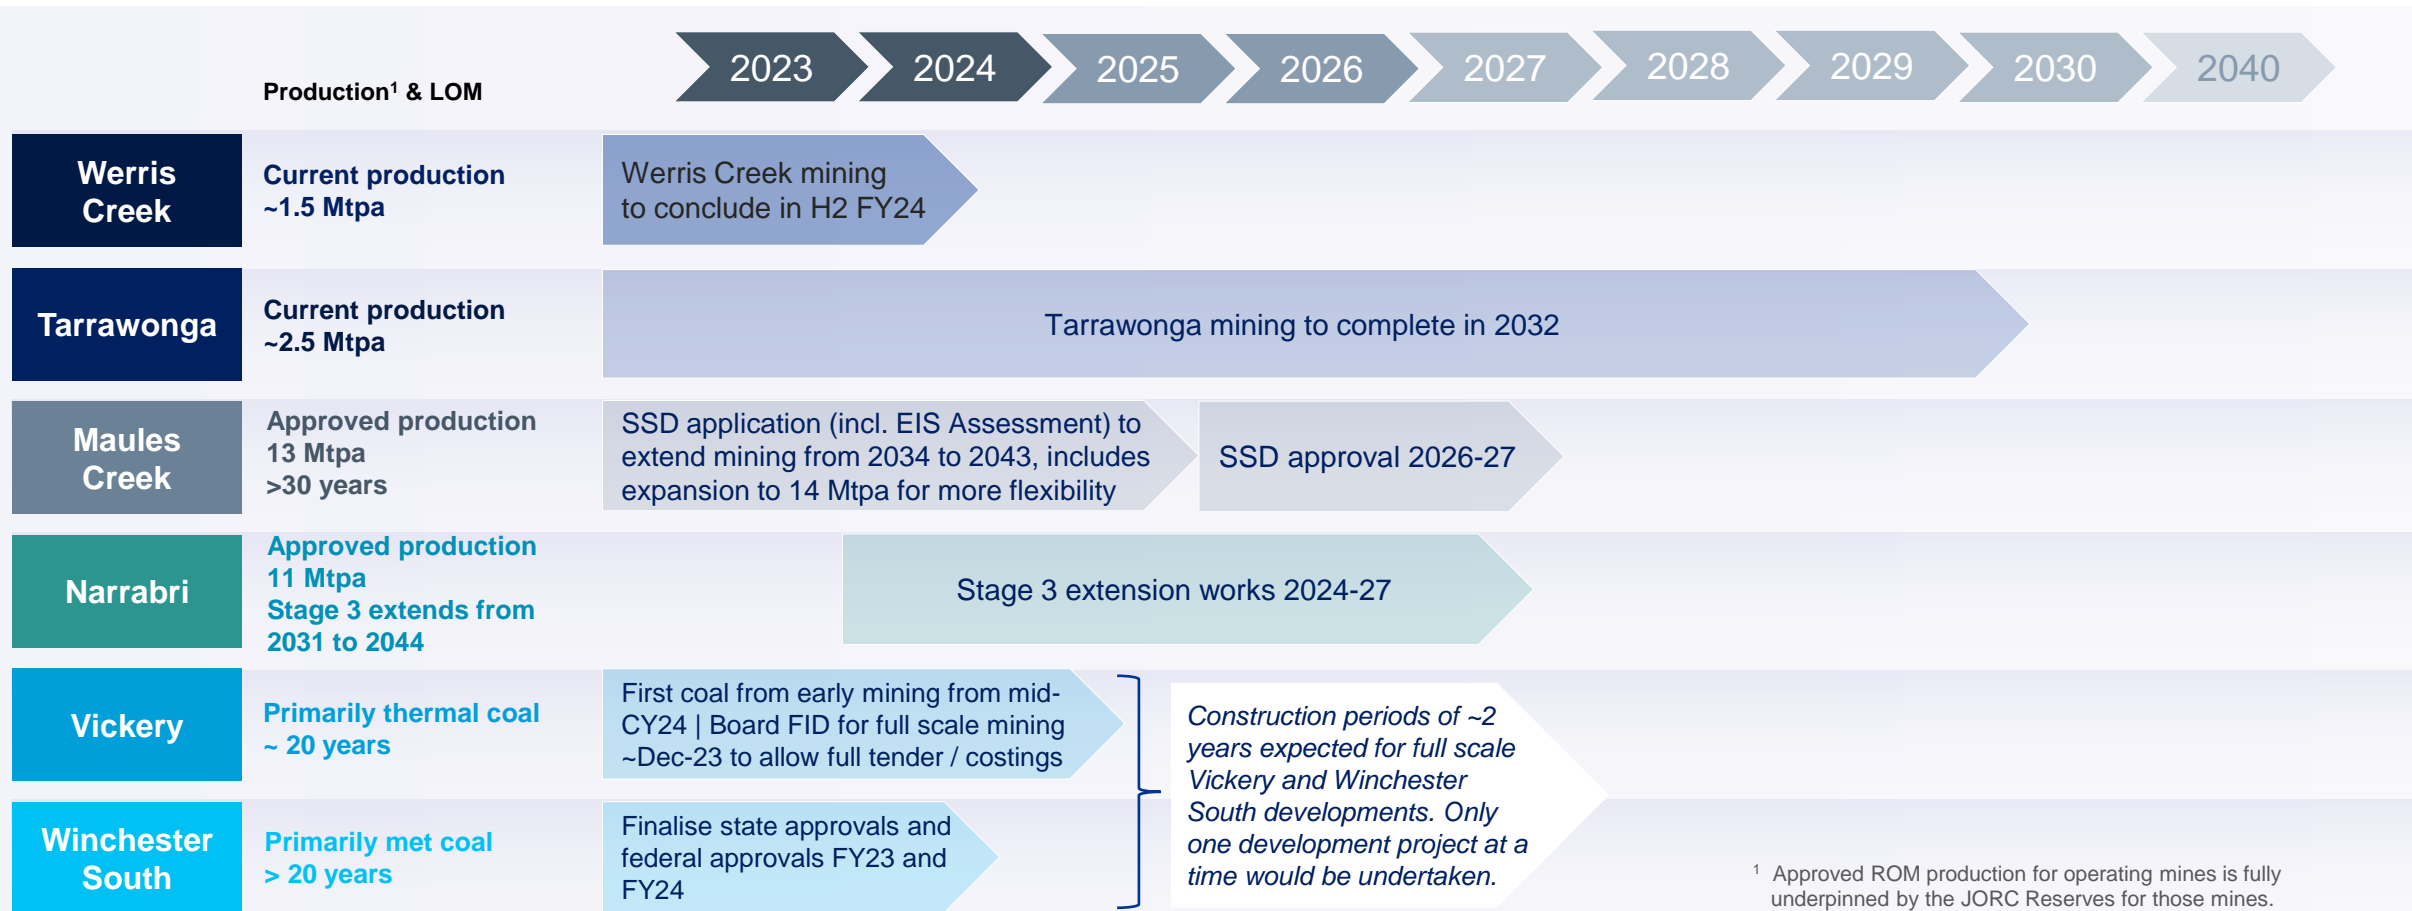 Production¹ & LOM
2023 2024 2025 2026 2027 2028 2029 2030 2040
Werris
Creek
Current production
~1.5 Mtpa
Werris Creek mining
to conclude in H2 FY24
Tarrawonga
Current production
~2.5 Mtpa
Tarrawonga mining to complete in 2032
Maules
Creek
Approved production
13 Mtpa
>30 years
SSD application (incl. EIS Assessment) to
extend mining from 2034 to 2043, includes
expansion to 14 Mtpa for more flexibility
SSD approval 2026-27
Narrabri
Approved production
11 Mtpa
Stage 3 extends from
2031 to 2044
Stage 3 extension works 2024-27
Vickery
Primarily thermal coal
~ 20 years
First coal from early mining from mid-
CY24 | Board FID for full scale mining
~Dec-23 to allow full tender / costings
Winchester
South
Primarily met coal
> 20 years
Finalise state approvals and
federal approvals FY23 and
FY24
Construction periods of ~2
years expected for full scale
Vickery and Winchester
South developments. Only
one development project at a
time would be undertaken.
¹ Approved ROM production for operating mines is fully
underpinned by the JORC Reserves for those mines.